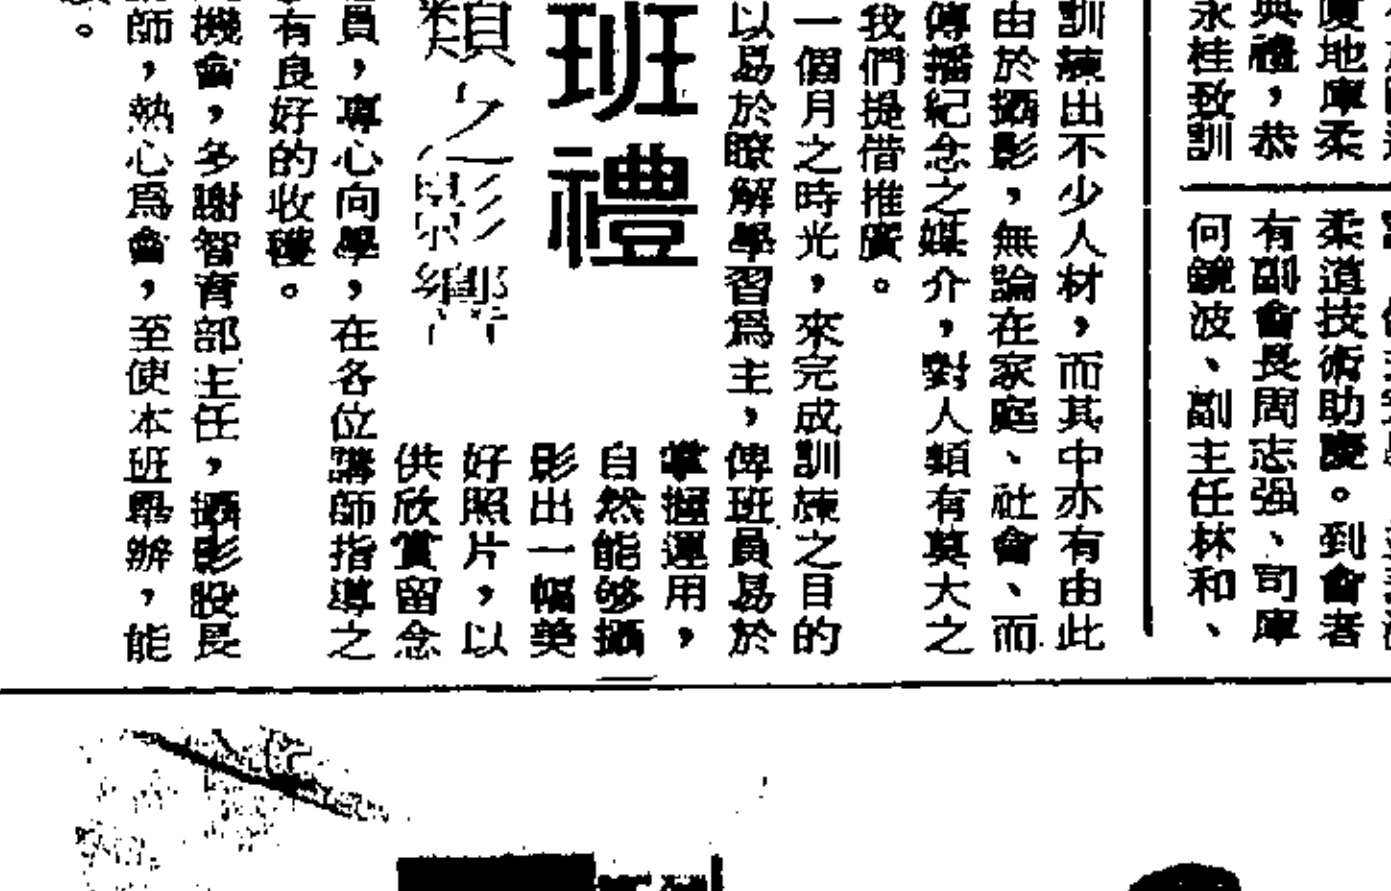 廈地庫柔
典禮，恭
永桂致訓
柔道技術助慶。到會者
有副會長周志强、司庫
何鏡波、副主任林和、
訓練出不少人材，而其中亦有由此
由於攝影，無論在家庭、社會、而
傳播紀念之媒介，對人類有莫大之
我們提借推廣。
一個月之時光，來完成訓練之目的
以易於瞭解學習爲主，俾班員易於
掌握運用，
自然能够攝
影出一幅美
好照片，以
供欣賞留念
班禮
類之影響
員，專心向學，在各位講師指導之
有良好的收穫。
機會，多謝智育部主任，攝影股長
師，熱心爲會，至使本班舉辦，能